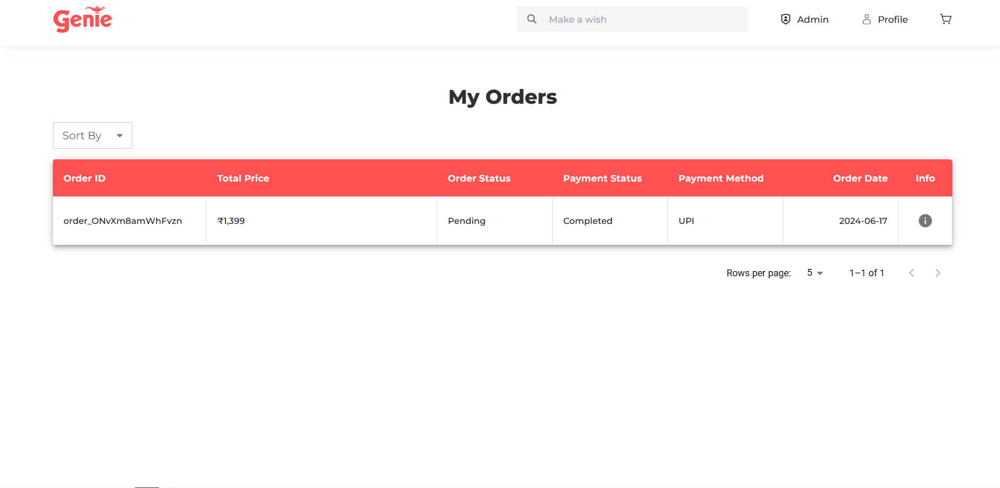 Genie
Make a wish
Admin
Profile
My Orders
Sort By
Order ID Total Price Order Status Payment Status Payment Method Order Date Info
order_ONvXm8amWhFvzn ₹1,399 Pending Completed UPI 2024-06-17
Rows per page: 5 1–1 of 1